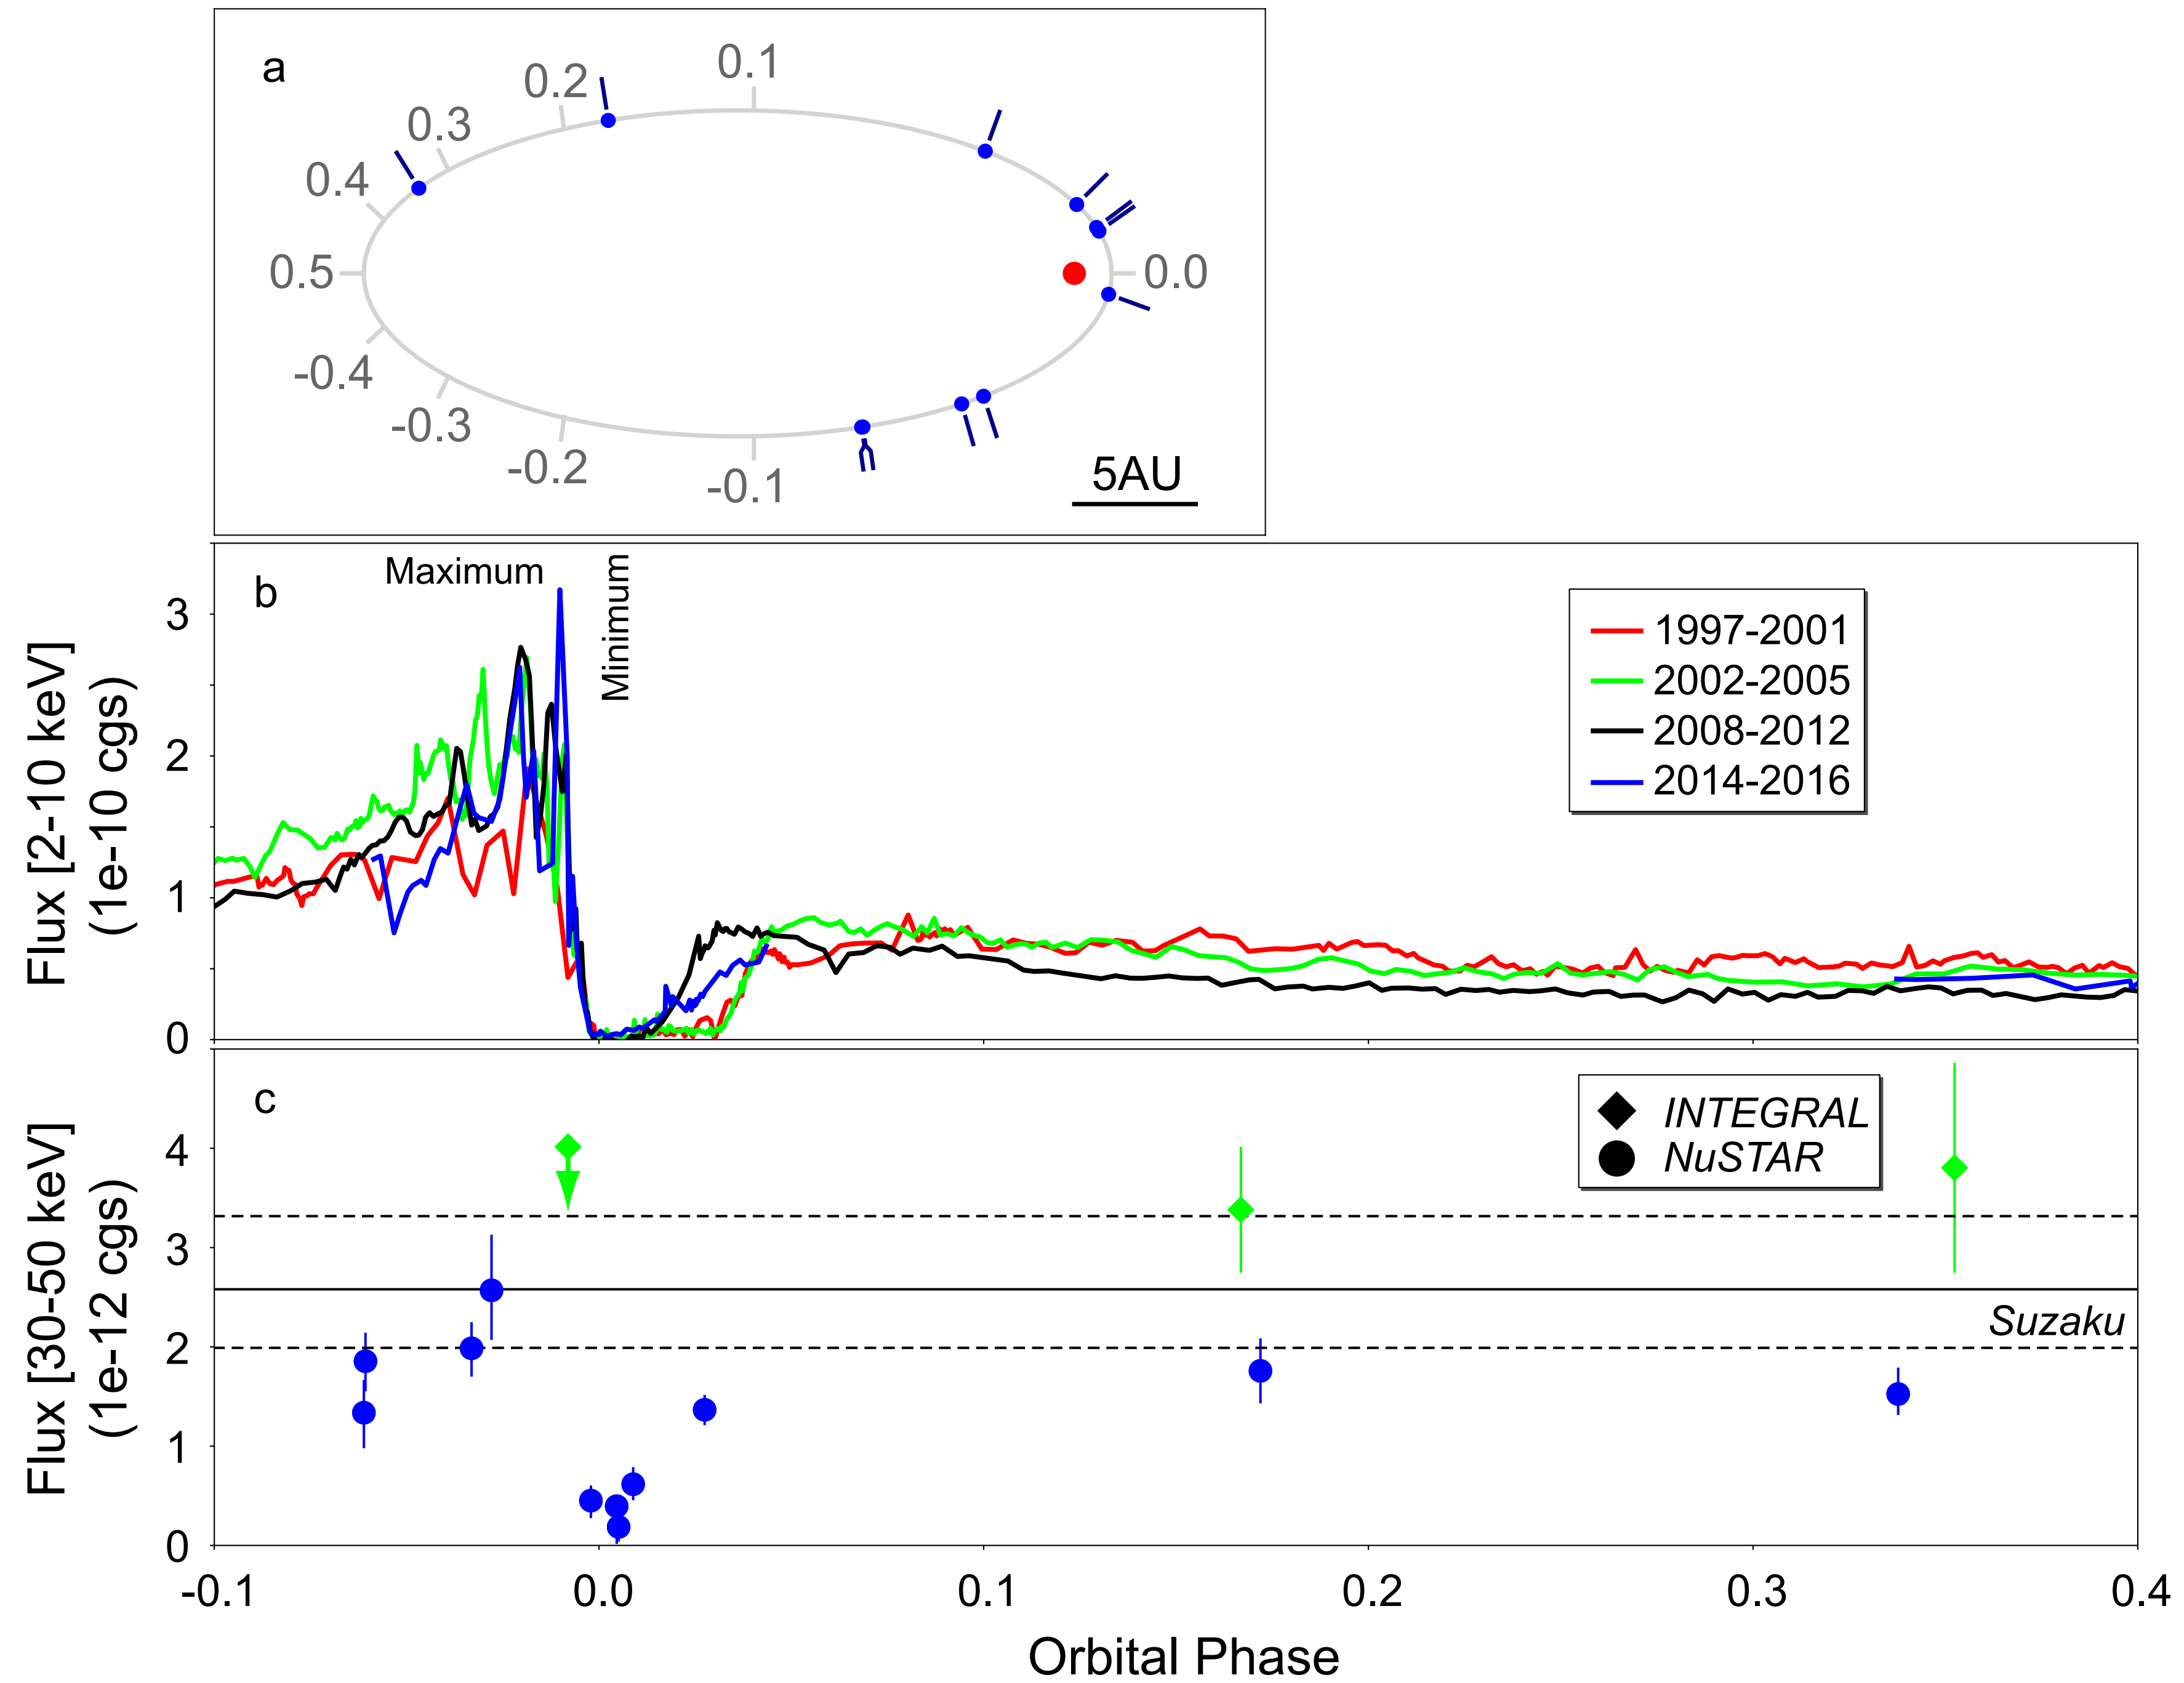 a
0.1
0.2
0.3
0.4
0.5
0.0
-0.4
-0.3
-0.2
-0.1
5AU
b
Maximum
Minimum
1997-2001
2002-2005
2008-2012
2014-2016
Flux [2-10 keV]
(1e-10 cgs)
3
2
1
0
c
INTEGRAL
NuSTAR
Suzaku
Flux [30-50 keV]
(1e-12 cgs)
4
3
2
1
0
-0.1 0.0 0.1 0.2 0.3 0.4
Orbital Phase